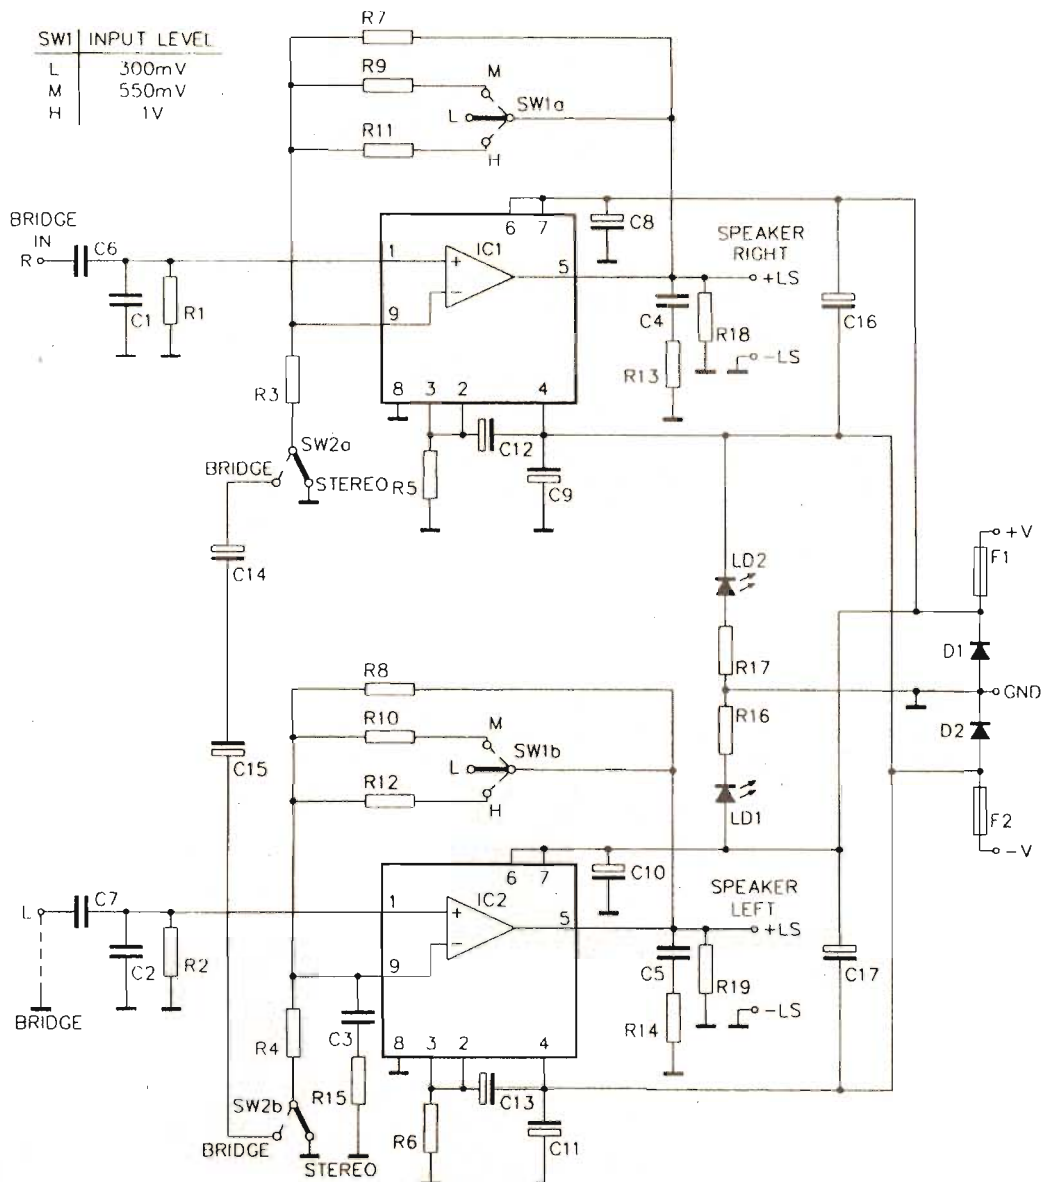 SW1 INPUT LEVEL
L 300mV
M 550mV
H 1V
R7
R9
M
L
SW1a
R11
H
BRIDGE
IN
R
C6
C1
R1
IC1
1
+
−
9
5
6
7
C8
SPEAKER
RIGHT
+LS
C4
R18
−LS
R13
C16
R3
8
3
2
4
C12
SW2a
BRIDGE
STEREO
R5
C9
C14
LD2
R17
+V
F1
D1
GND
R16
D2
LD1
F2
−V
C15
R8
R10
M
L
SW1b
R12
H
6
7
C10
SPEAKER
LEFT
+LS
L
C7
C2
R2
BRIDGE
1
IC2
+
−
9
5
C5
R19
−LS
R14
C17
R4
C3
R15
8
3
2
4
C13
SW2b
BRIDGE
STEREO
R6
C11